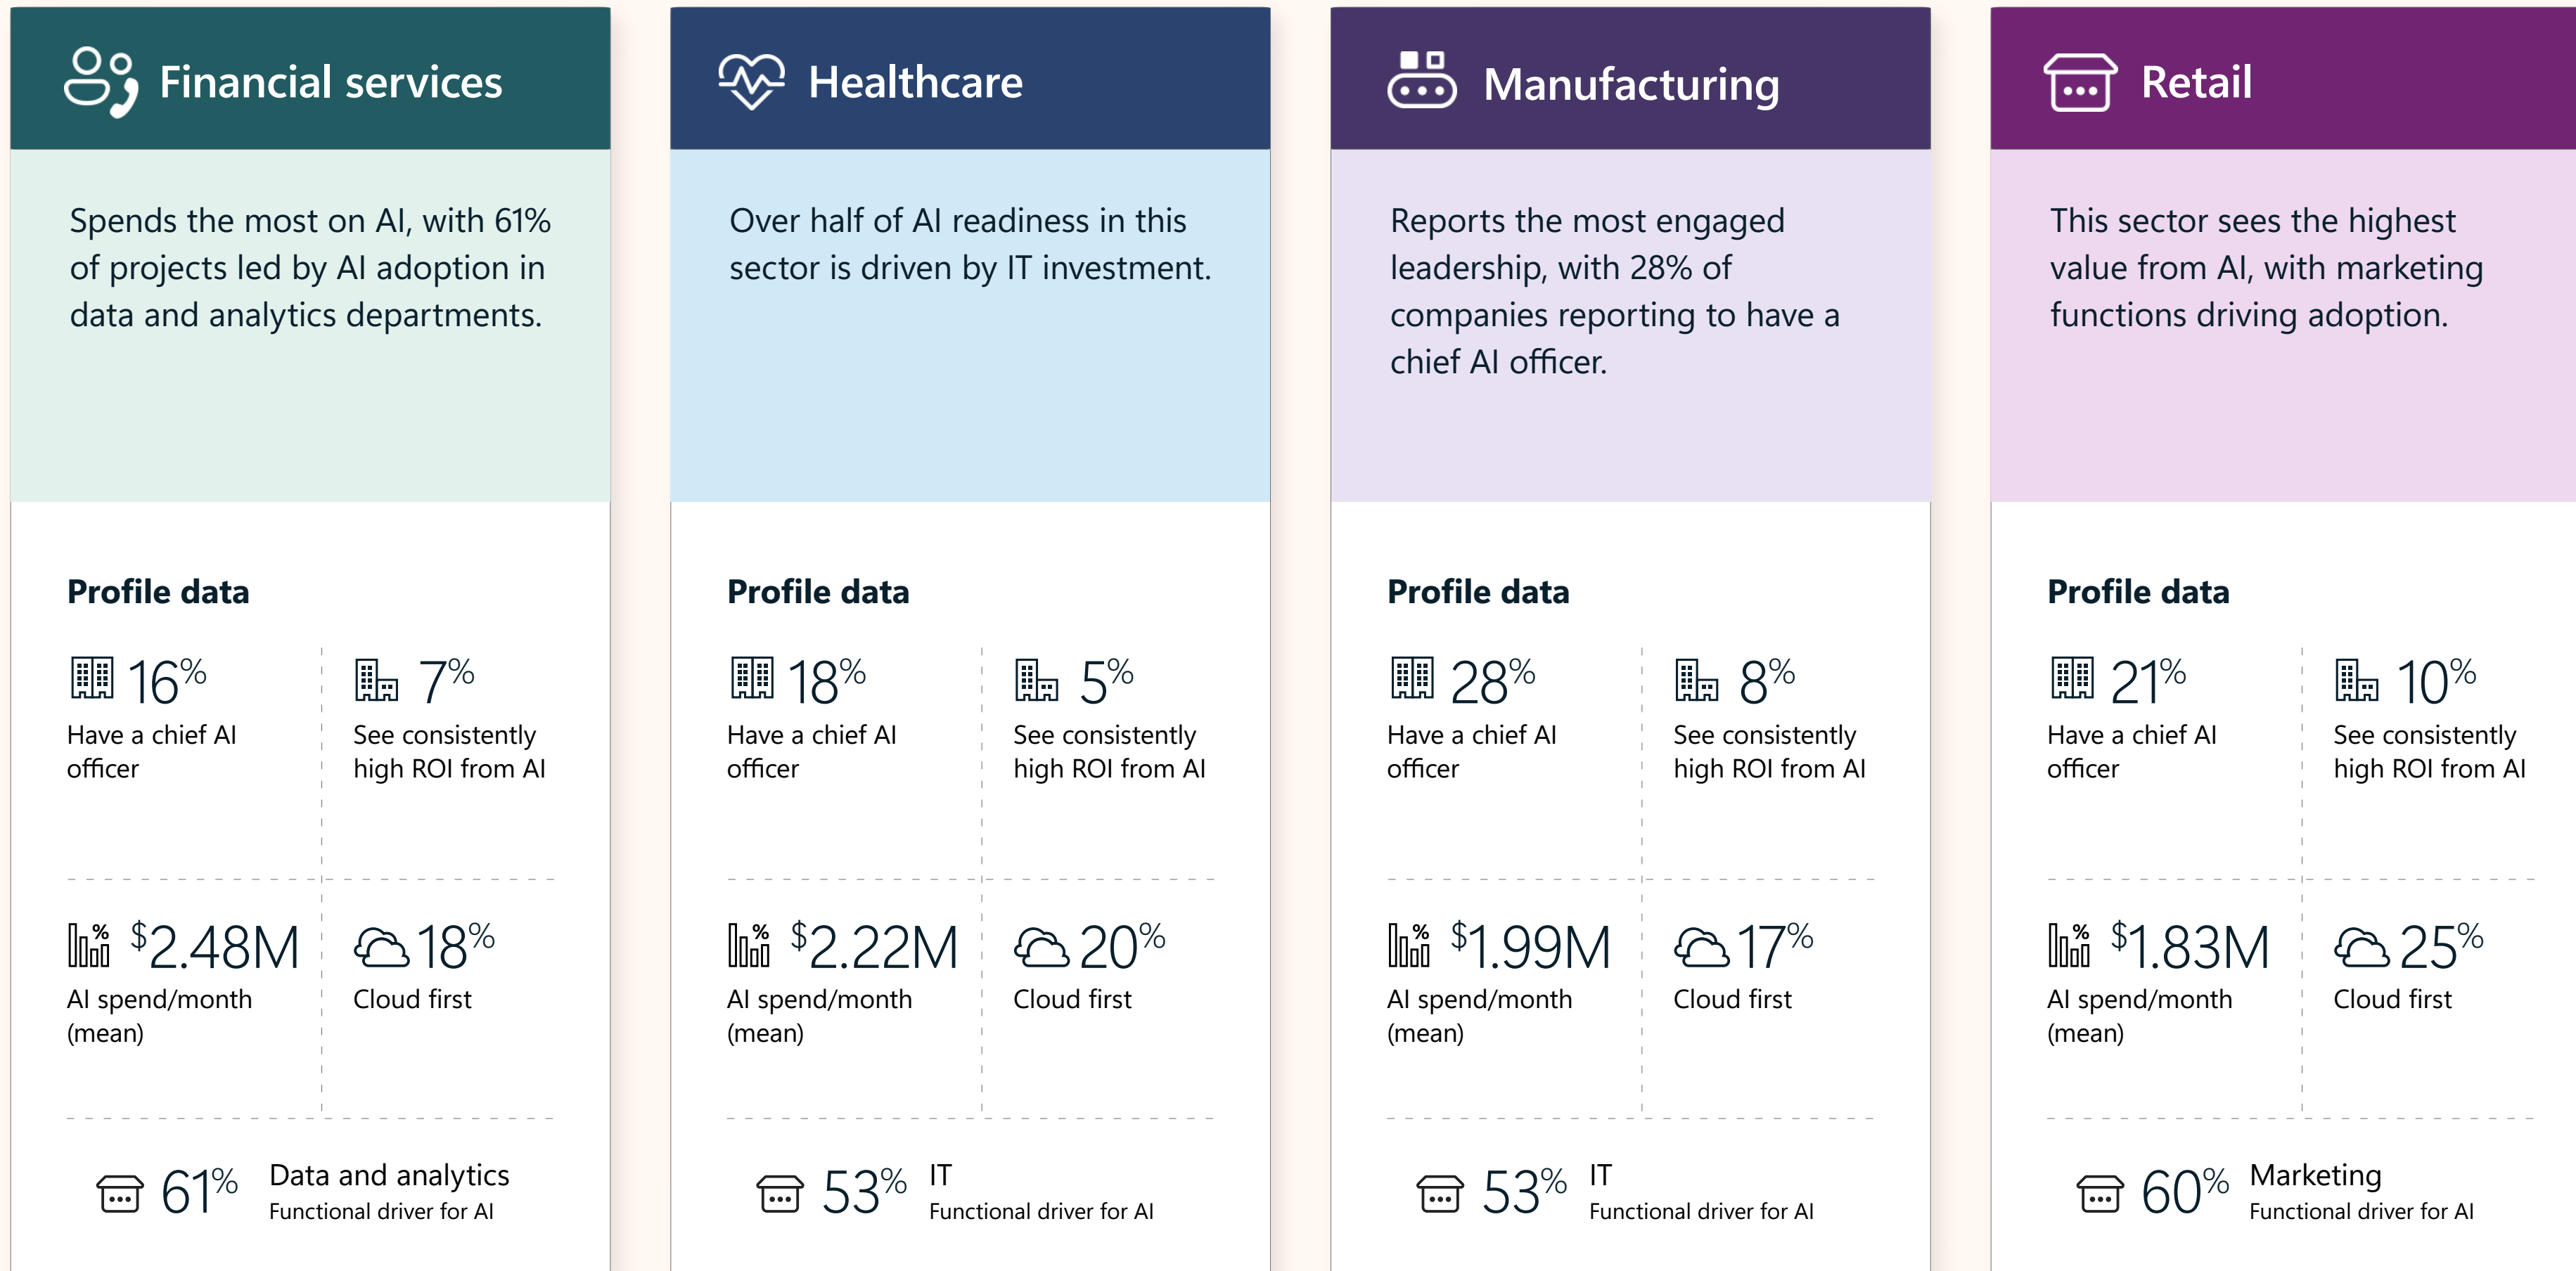 Financial services
Spends the most on AI, with 61%
of projects led by AI adoption in
data and analytics departments.
Profile data
16%
Have a chief AI
officer
7%
See consistently
high ROI from AI
%
$2.48M
AI spend/month
(mean)
18%
Cloud first
61%
Data and analytics
Functional driver for AI
Healthcare
Over half of AI readiness in this
sector is driven by IT investment.
Profile data
18%
Have a chief AI
officer
5%
See consistently
high ROI from AI
%
$2.22M
AI spend/month
(mean)
20%
Cloud first
53%
IT
Functional driver for AI
Manufacturing
Reports the most engaged
leadership, with 28% of
companies reporting to have a
chief AI officer.
Profile data
28%
Have a chief AI
officer
8%
See consistently
high ROI from AI
%
$1.99M
AI spend/month
(mean)
17%
Cloud first
53%
IT
Functional driver for AI
Retail
This sector sees the highest
value from AI, with marketing
functions driving adoption.
Profile data
21%
Have a chief AI
officer
10%
See consistently
high ROI from AI
%
$1.83M
AI spend/month
(mean)
25%
Cloud first
60%
Marketing
Functional driver for AI